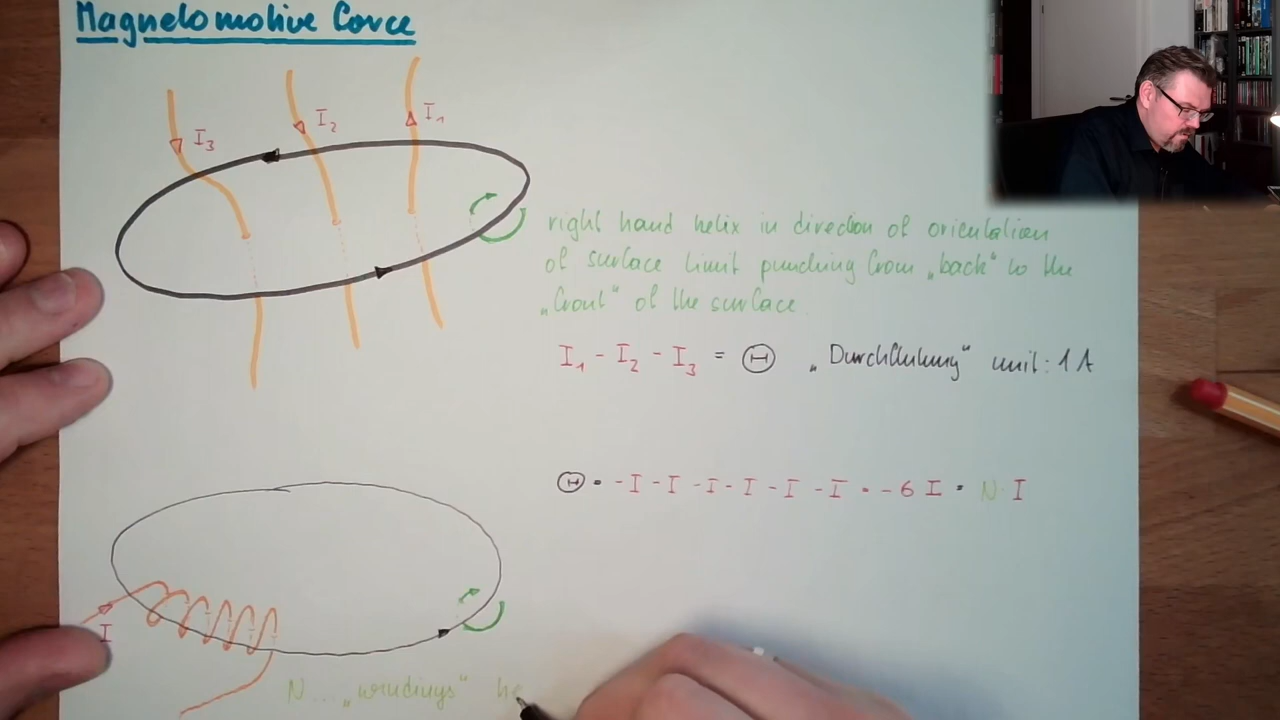 Magnetomotive Force
I₃
I₂
I₁
right hand helix in direction of orientation
of surface limit punching from „back" to the
„front" of the surface.
I₁ - I₂ - I₃ = Θ „Durchflutung" unit: 1 A
Θ = -I -I -I -I -I -I = -6 I = N·I
I
N... „windings" he